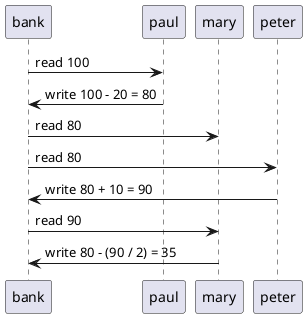 bank paul mary peter
read 100
write 100 - 20 = 80
read 80
read 80
write 80 + 10 = 90
read 90
write 80 - (90 / 2) = 35
bank paul mary peter